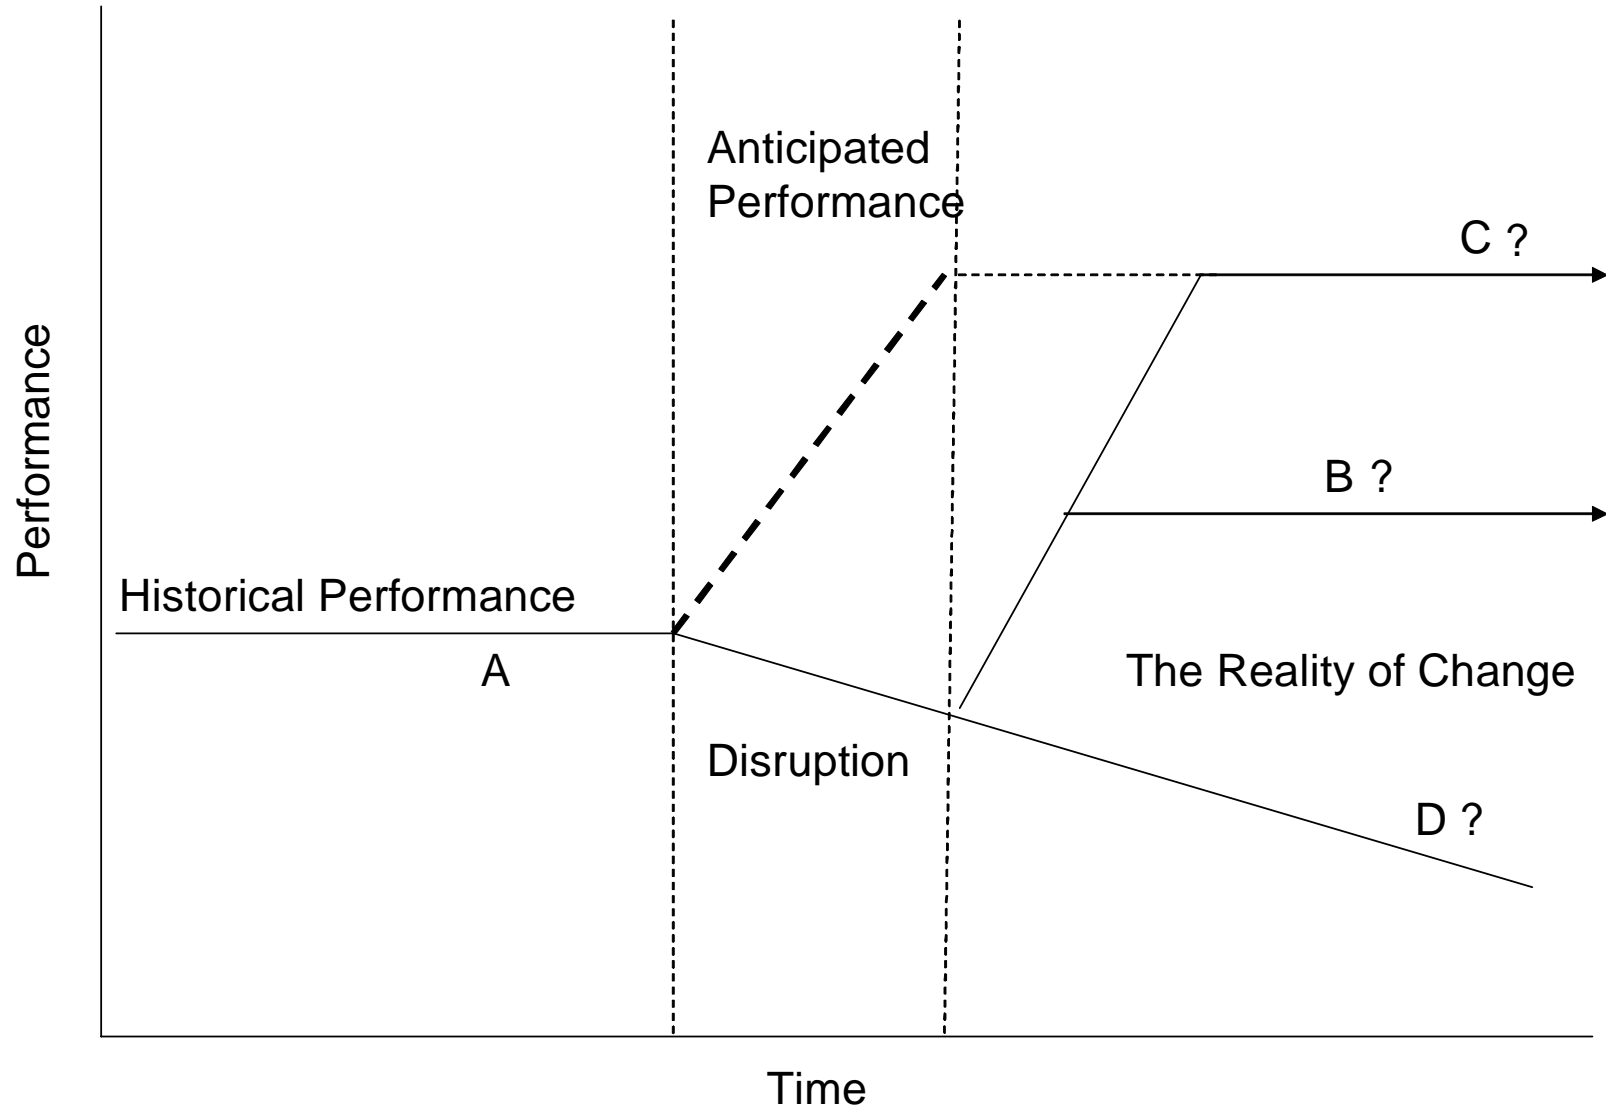 Anticipated
Performance
C ?
Performance
B ?
Historical Performance
A
The Reality of Change
Disruption
D ?
Time